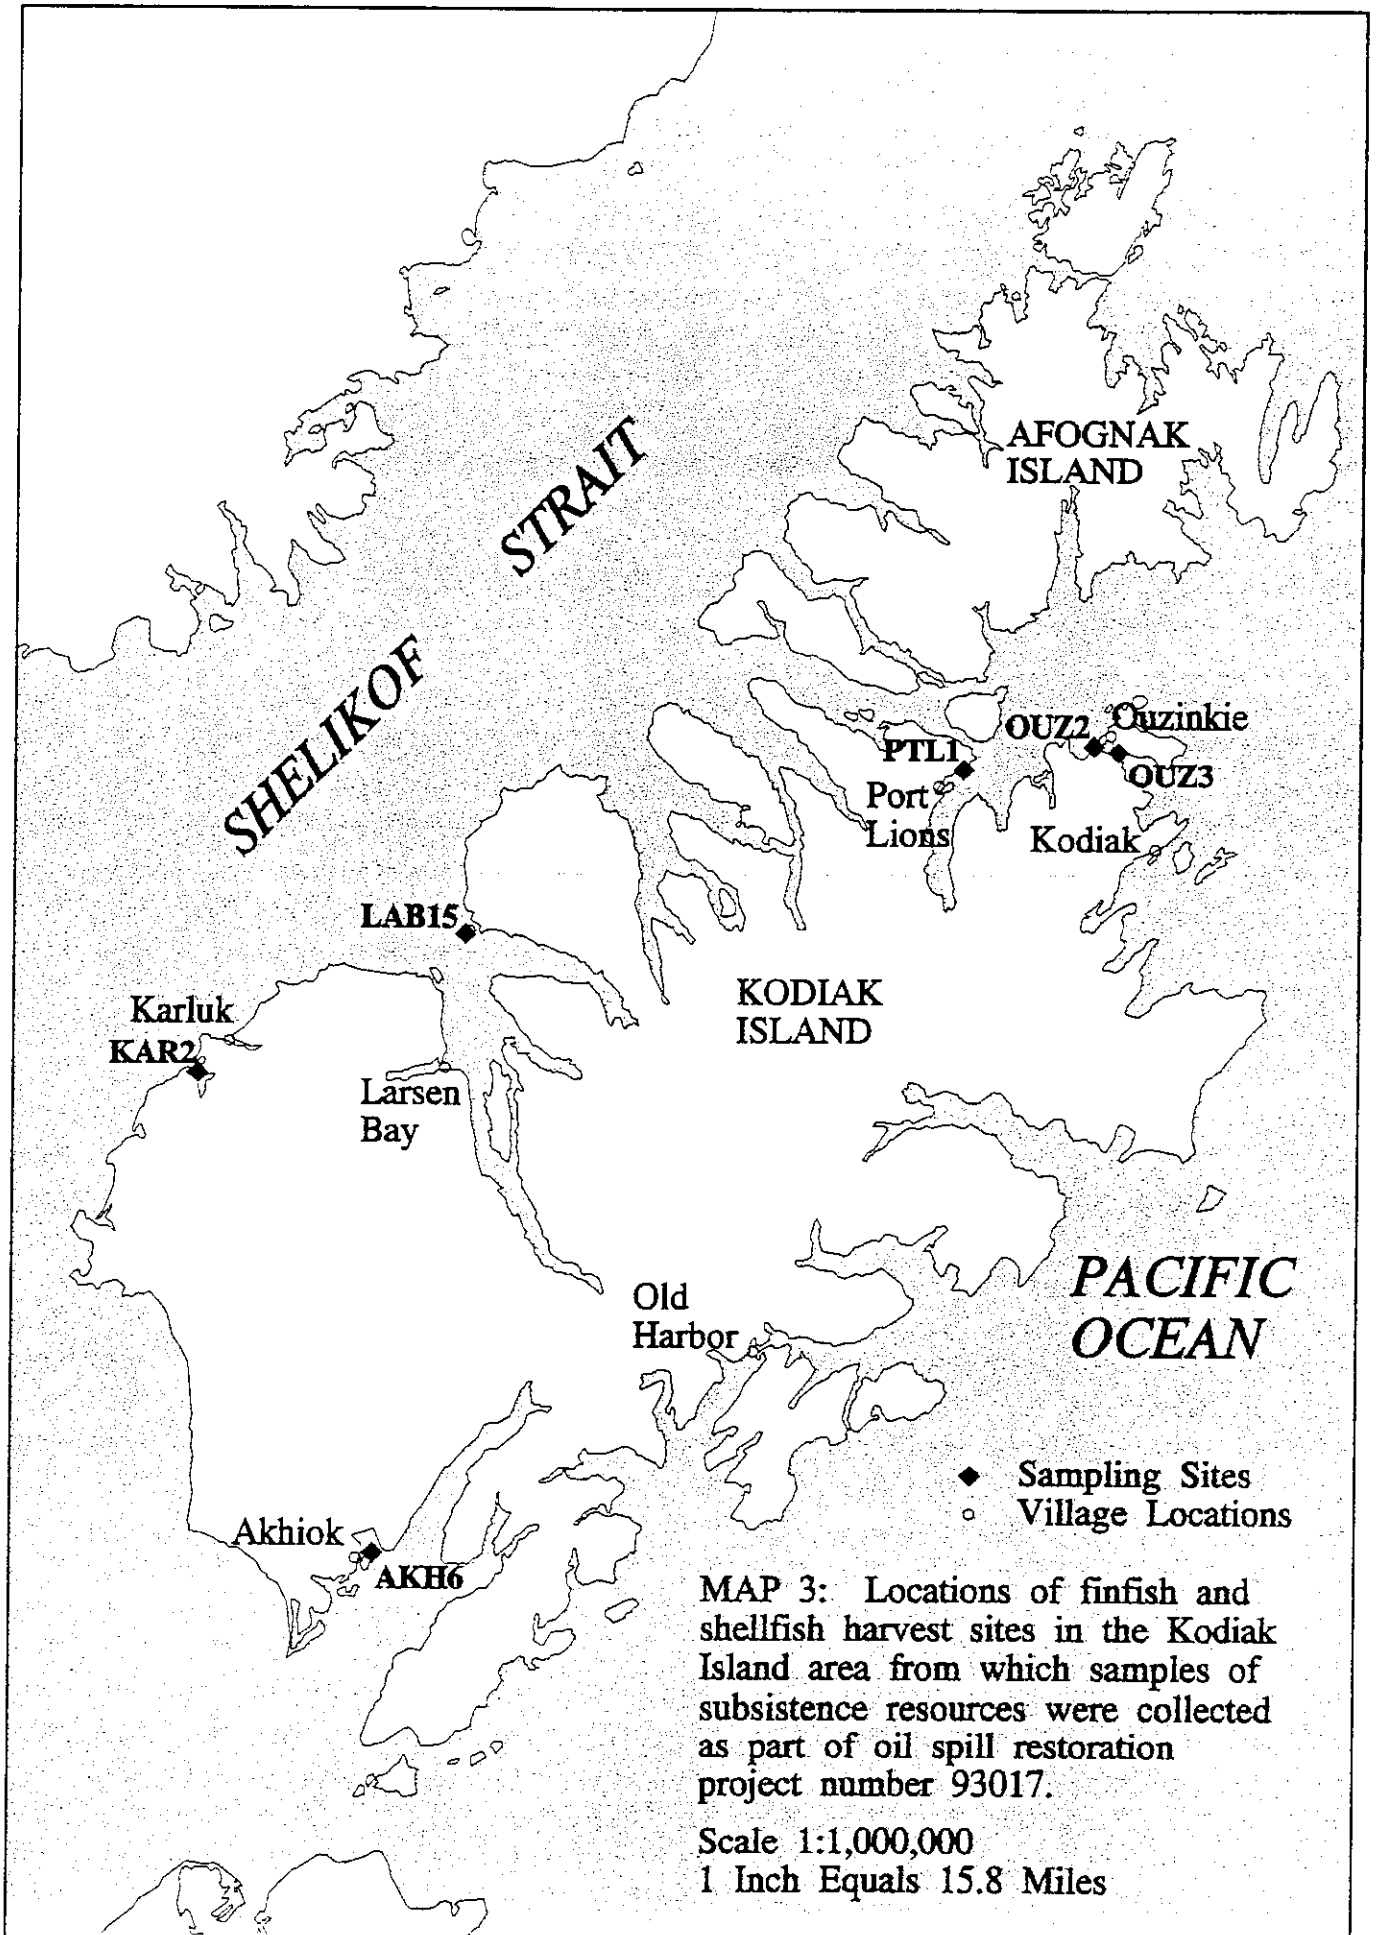 AFOGNAK
ISLAND
STRAIT
SHELIKOF
OUZ2
Ouzinkie
PTL1
OUZ3
Port
Lions
Kodiak
LAB15
KODIAK
ISLAND
Karluk
KAR2
Larsen
Bay
PACIFIC
OCEAN
Old
Harbor
Sampling Sites
Village Locations
Akhiok
AKH6
MAP 3: Locations of finfish and
shellfish harvest sites in the Kodiak
Island area from which samples of
subsistence resources were collected
as part of oil spill restoration
project number 93017.
Scale 1:1,000,000
1 Inch Equals 15.8 Miles